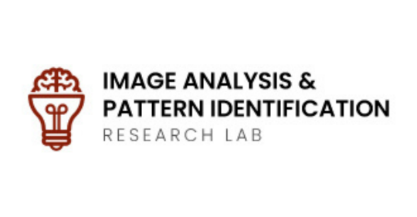 IMAGE ANALYSIS &
PATTERN IDENTIFICATION
RESEARCH LAB